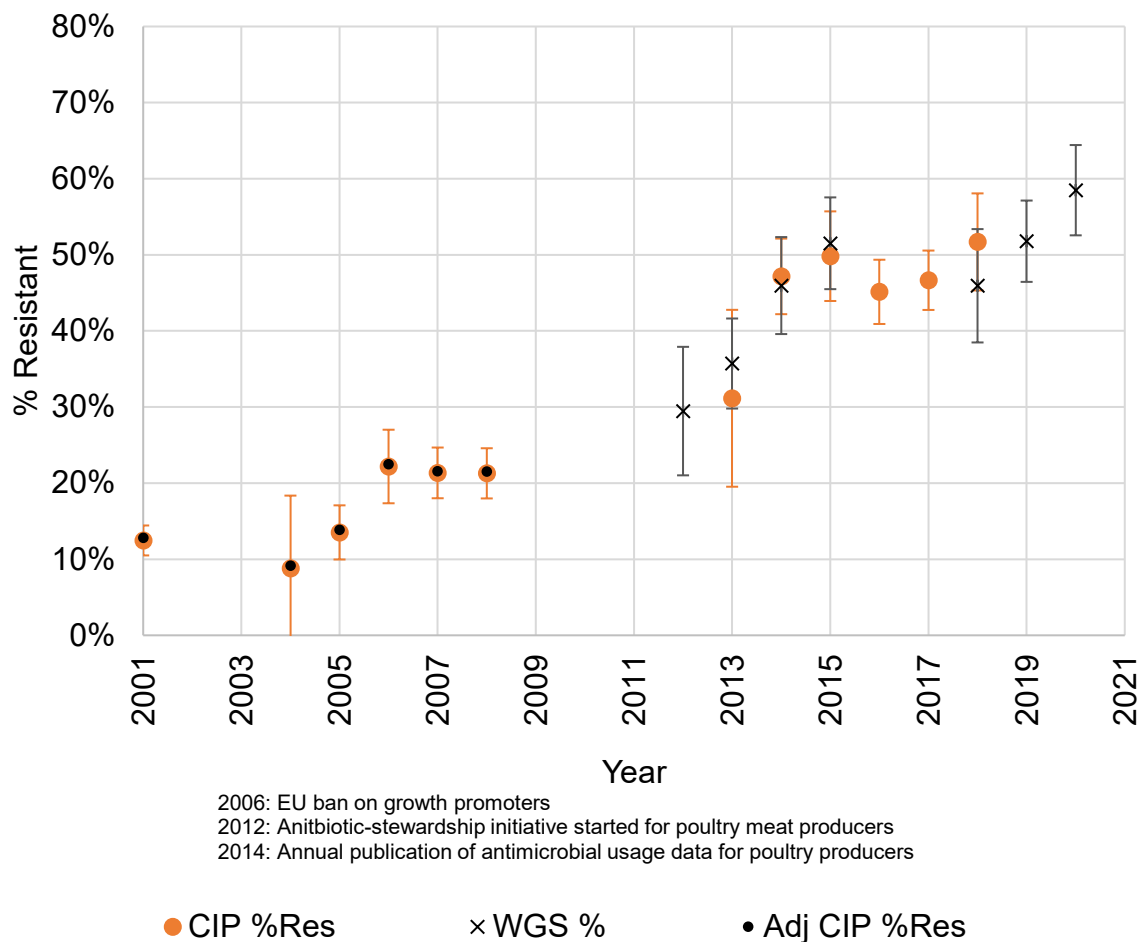 80%
70%
60%
50%
40%
30%
20%
10%
0%
% Resistant
2001
2003
2005
2007
2009
2011
2013
2015
2017
2019
2021
Year
2006: EU ban on growth promoters
2012: Anitbiotic-stewardship initiative started for poultry meat producers
2014: Annual publication of antimicrobial usage data for poultry producers
CIP %Res
WGS %
Adj CIP %Res